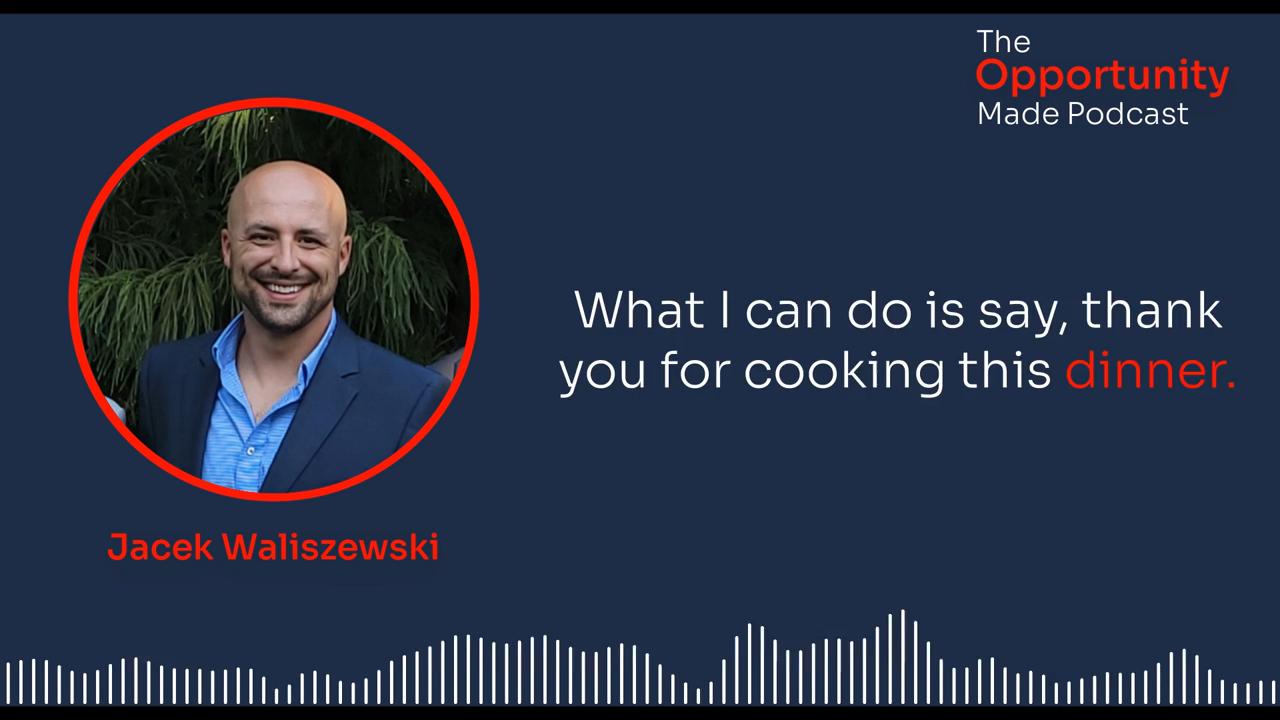 The
Opportunity
Made Podcast
What I can do is say, thank
you for cooking this dinner.
Jacek Waliszewski